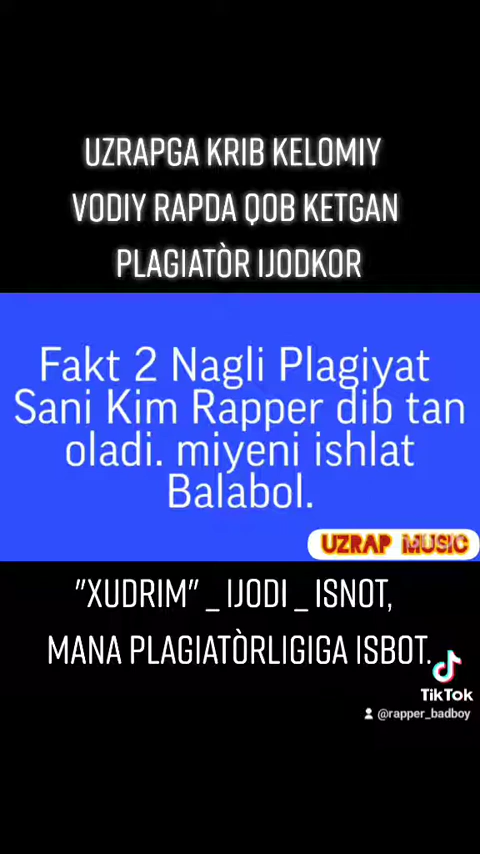 UZRAPGA KRIB KELOMIY
VODIY RAPDA QOB KETGAN
PLAGIATÒR IJODKOR
Fakt 2 Nagli Plagiyat
Sani Kim Rapper dib tan
oladi. miyeni ishlat
Balabol.
UZRAP MUSIC
"XUDRIM" _ IJODI _ ISNOT,
MANA PLAGIATÒRLIGIGA ISBOT.
TikTok
@rapper_badboy